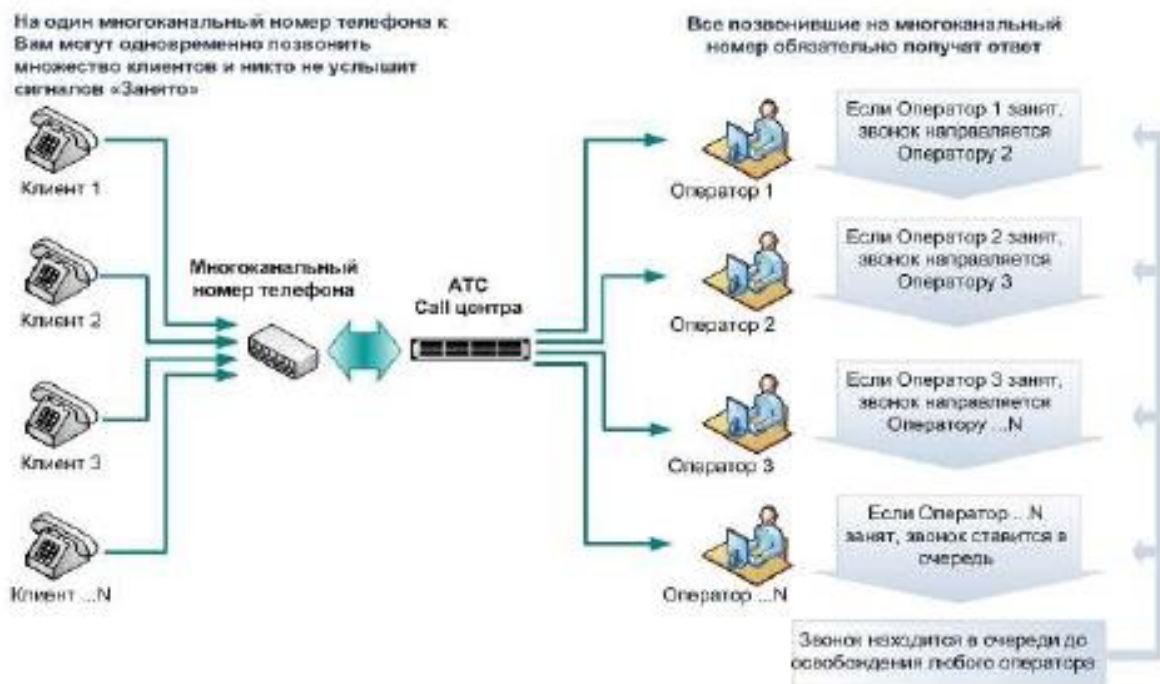 На один многоканальный номер телефона к
Вам могут одновременно позвонить
множество клиентов и никто не услышит
сигналов «Занято»
Все позвонившие на многоканальный
номер обязательно получат ответ
Клиент 1
Клиент 2
Клиент 3
Клиент ...N
Многоканальный
номер телефона
АТС
Call центра
Оператор 1
Оператор 2
Оператор 3
Оператор ...N
Если Оператор 1 занят,
звонок направляется
Оператору 2
Если Оператор 2 занят,
звонок направляется
Оператору 3
Если Оператор 3 занят,
звонок направляется
Оператору ...N
Если Оператор ...N
занят, звонок ставится в
очередь
Звонок находится в очереди до
освобождения любого оператора